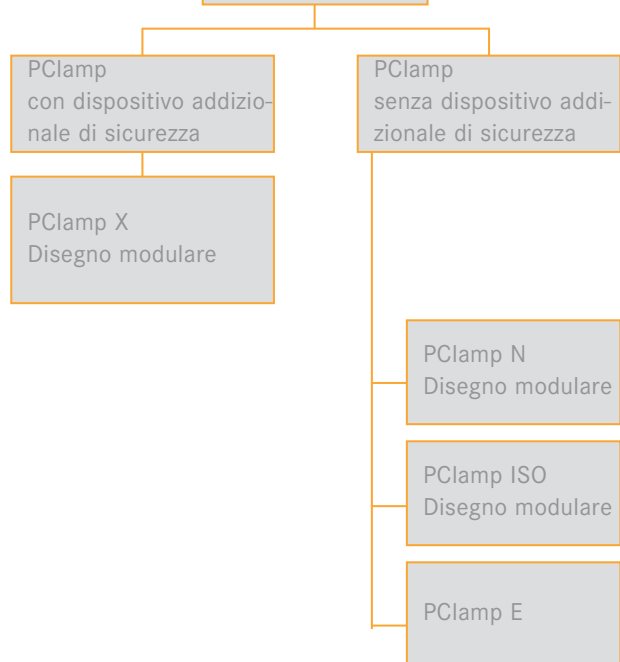 PClamp
con dispositivo addizio-
nale di sicurezza
PClamp
senza dispositivo addi-
zionale di sicurezza
PClamp X
Disegno modulare
PClamp N
Disegno modulare
PClamp ISO
Disegno modulare
PClamp E